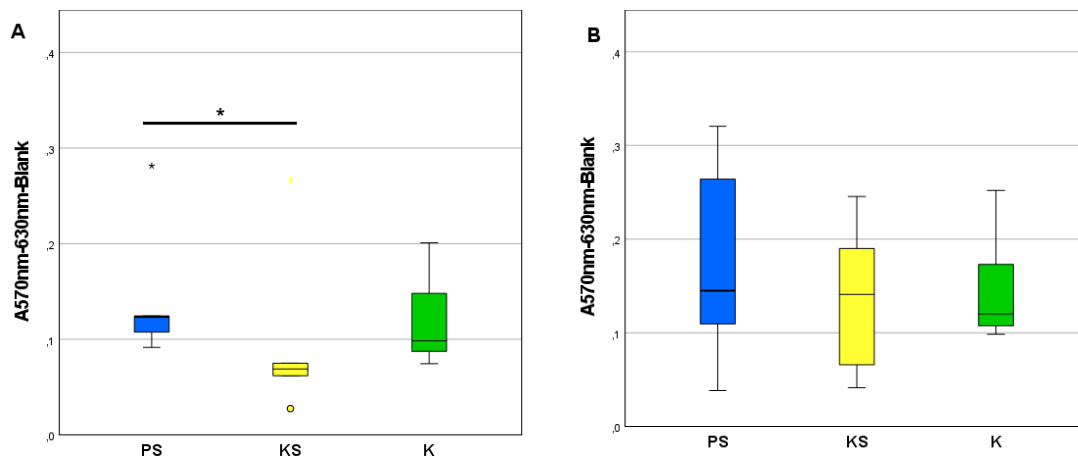 A
A570nm-630nm-Blank
,4
,3
,2
,1
,0
*
*
PS
KS
K
B
A570nm-630nm-Blank
,4
,3
,2
,1
,0
PS
KS
K